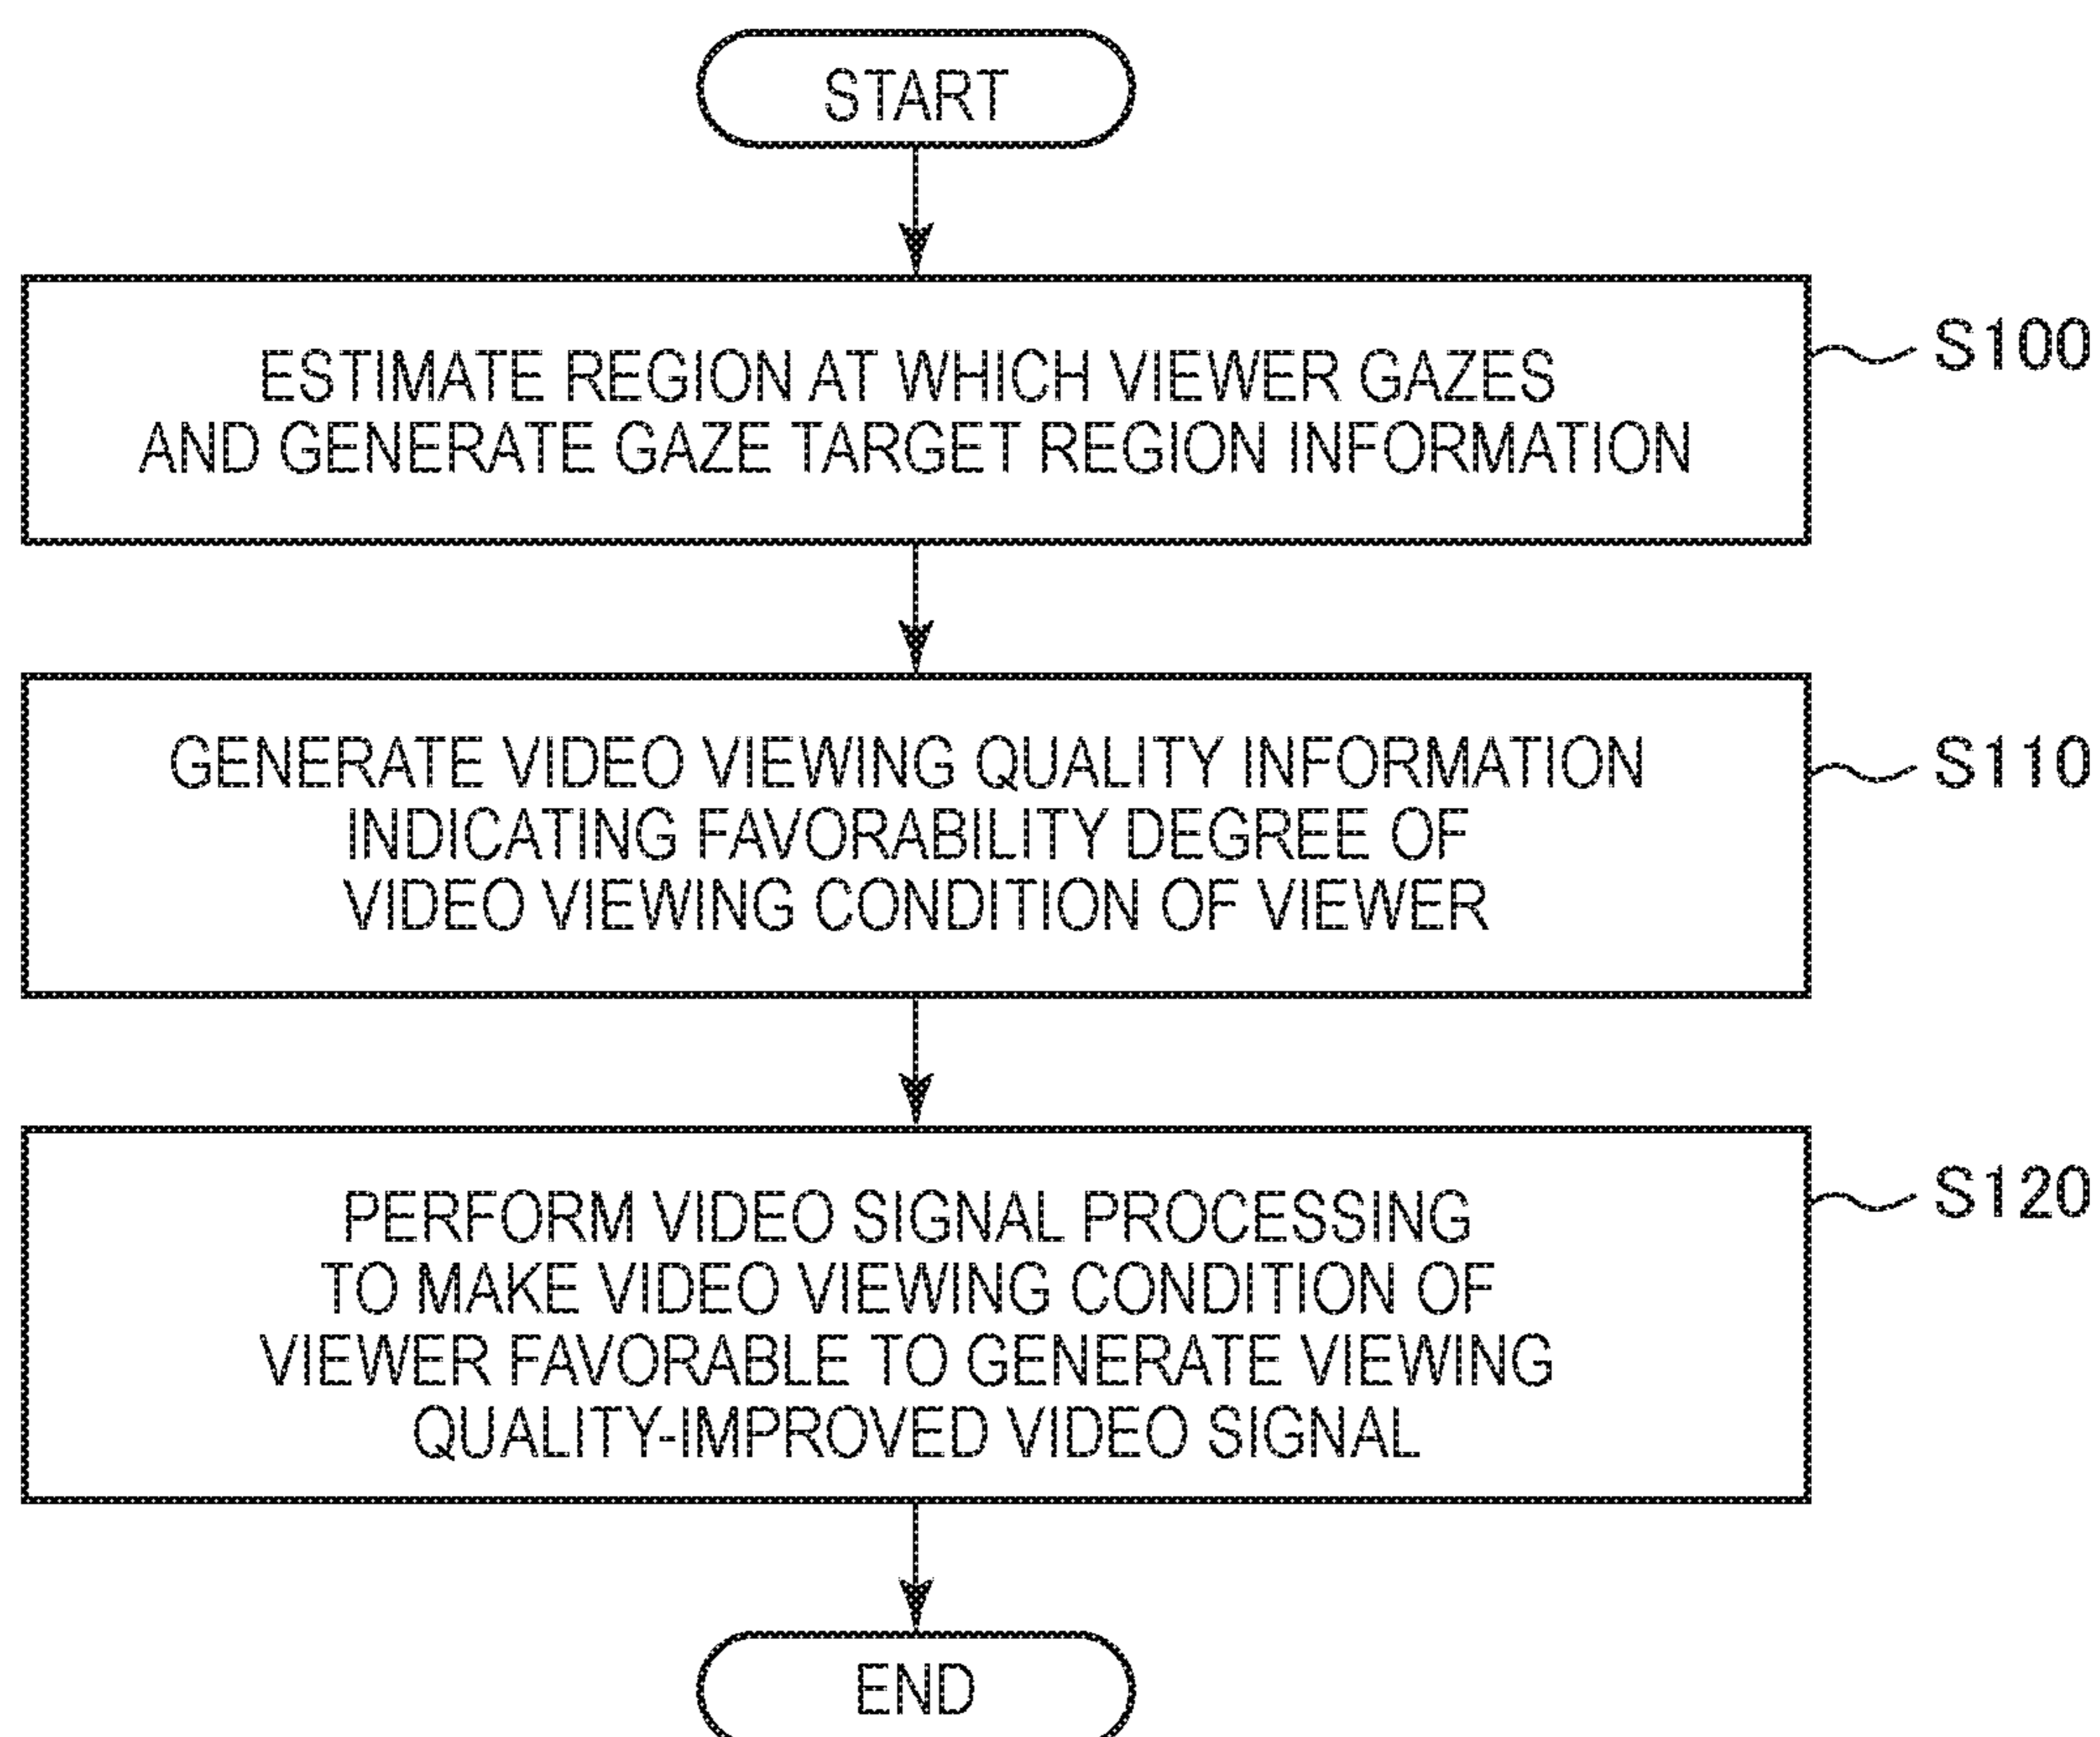 START
ESTIMATE REGION AT WHICH VIEWER GAZES
AND GENERATE GAZE TARGET REGION INFORMATION
S100
GENERATE VIDEO VIEWING QUALITY INFORMATION
INDICATING FAVORABILITY DEGREE OF
VIDEO VIEWING CONDITION OF VIEWER
S110
PERFORM VIDEO SIGNAL PROCESSING
TO MAKE VIDEO VIEWING CONDITION OF
VIEWER FAVORABLE TO GENERATE VIEWING
QUALITY-IMPROVED VIDEO SIGNAL
S120
END